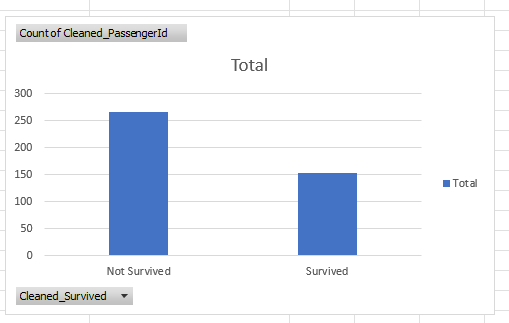 Count of Cleaned_PassengerId
Total
300
250
200
150
100
50
0
Not Survived
Survived
Total
Cleaned_Survived